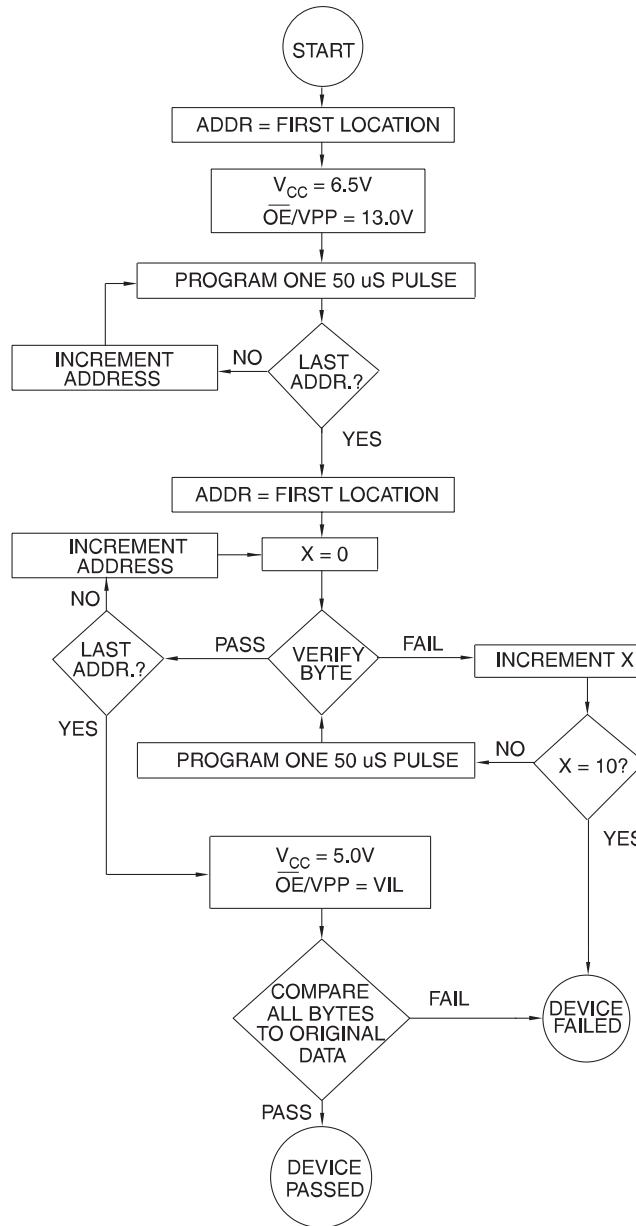 START
ADDR = FIRST LOCATION
VCC = 6.5V
OE/VPP = 13.0V
PROGRAM ONE 50 uS PULSE
INCREMENT
ADDRESS
NO
LAST
ADDR.?
YES
ADDR = FIRST LOCATION
INCREMENT
ADDRESS
X = 0
NO
LAST
ADDR.?
PASS
VERIFY
BYTE
FAIL
INCREMENT X
YES
PROGRAM ONE 50 uS PULSE
NO
X = 10?
YES
VCC = 5.0V
OE/VPP = VIL
COMPARE
ALL BYTES
TO ORIGINAL
DATA
FAIL
DEVICE
FAILED
PASS
DEVICE
PASSED